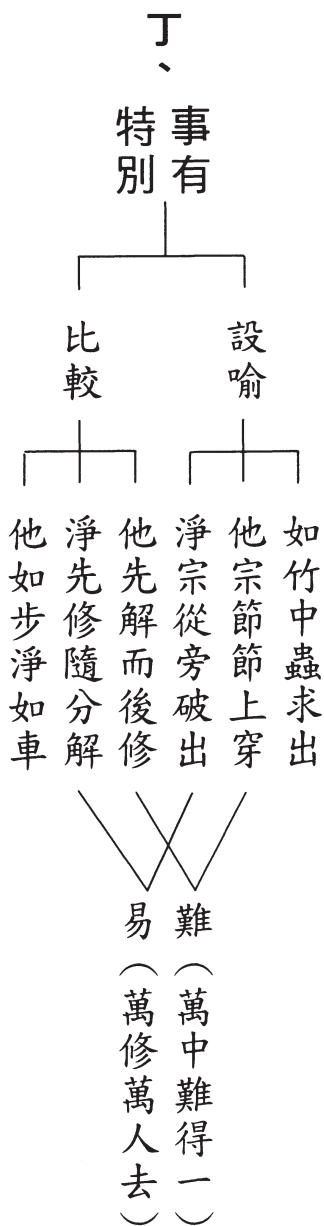 丁、
事有
特別
設喻
比較
如竹中蟲求出
他宗節節上穿
淨宗從旁破出
他先解而後修
淨先修隨分解
他如步淨如車
難（萬中難得一）
易（萬修萬人去）